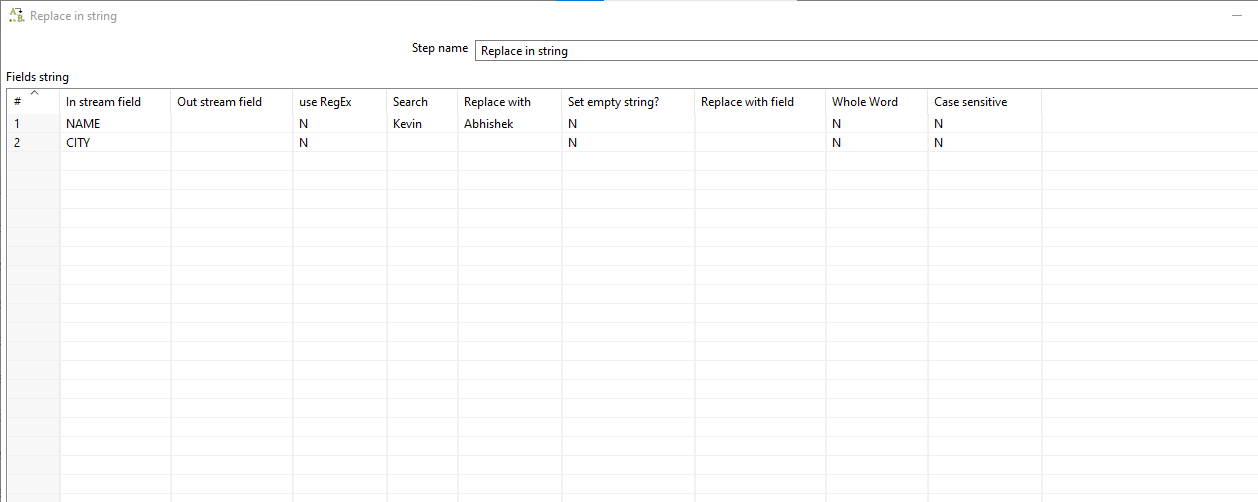 Replace in string
Step name Replace in string
Fields string
# In stream field Out stream field use RegEx Search Replace with Set empty string? Replace with field Whole Word Case sensitive
1 NAME N Kevin Abhishek N N N
2 CITY N N N N